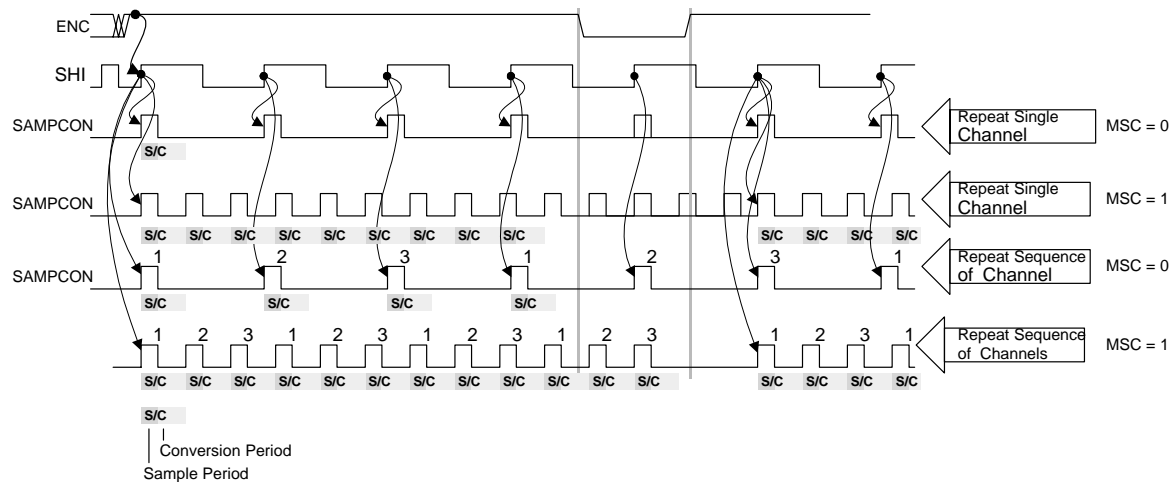 ENC
SHI
SAMPCON
Repeat Single
Channel
MSC = 0
S/C
SAMPCON
Repeat Single
Channel
MSC = 1
S/C S/C S/C S/C S/C S/C S/C S/C S/C S/C S/C S/C S/C
1 2 3 1 2 3 1
SAMPCON
Repeat Sequence
of Channel
MSC = 0
S/C S/C S/C S/C
1 2 3 1 2 3 1 2 3 1 2 3 1 2 3 1
Repeat Sequence
of Channels
MSC = 1
S/C S/C S/C S/C S/C S/C S/C S/C S/C S/C S/C S/C S/C S/C S/C S/C
S/C
Conversion Period
Sample Period